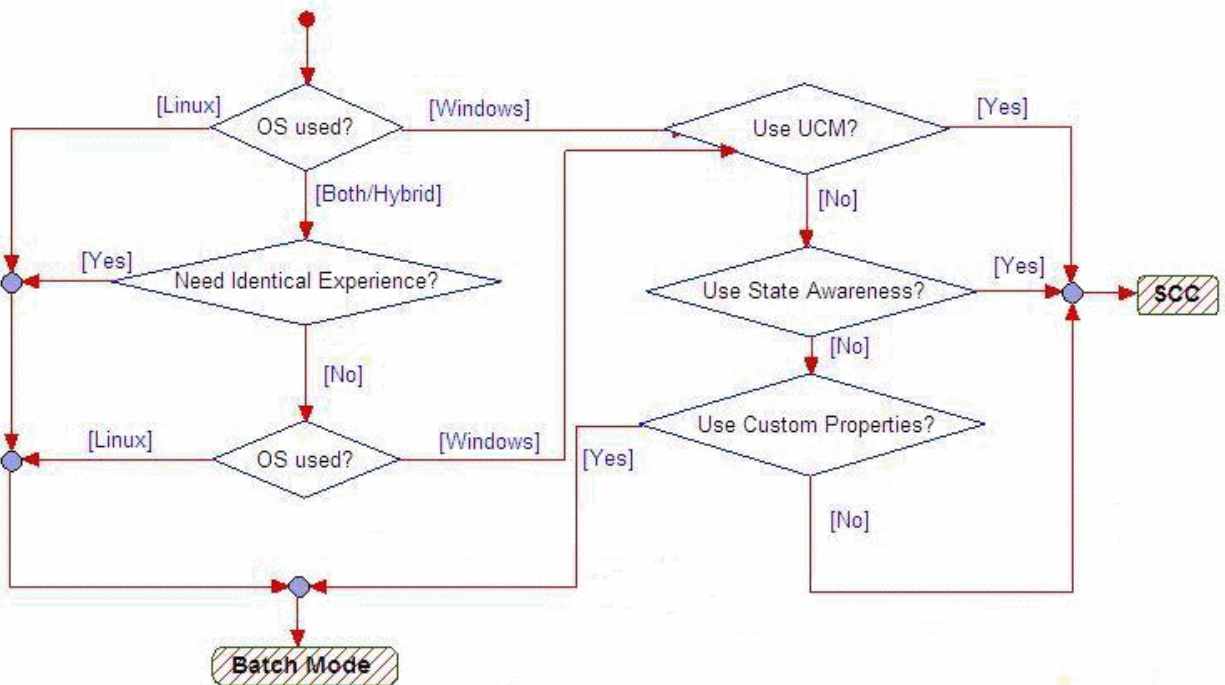 [Linux]
OS used?
[Windows]
Use UCM?
[Yes]
[Both/Hybrid]
[No]
[Yes]
Need Identical Experience?
Use State Awareness?
[Yes]
SCC
[No]
[No]
Use Custom Properties?
[Linux]
OS used?
[Windows]
[Yes]
[No]
Batch Mode